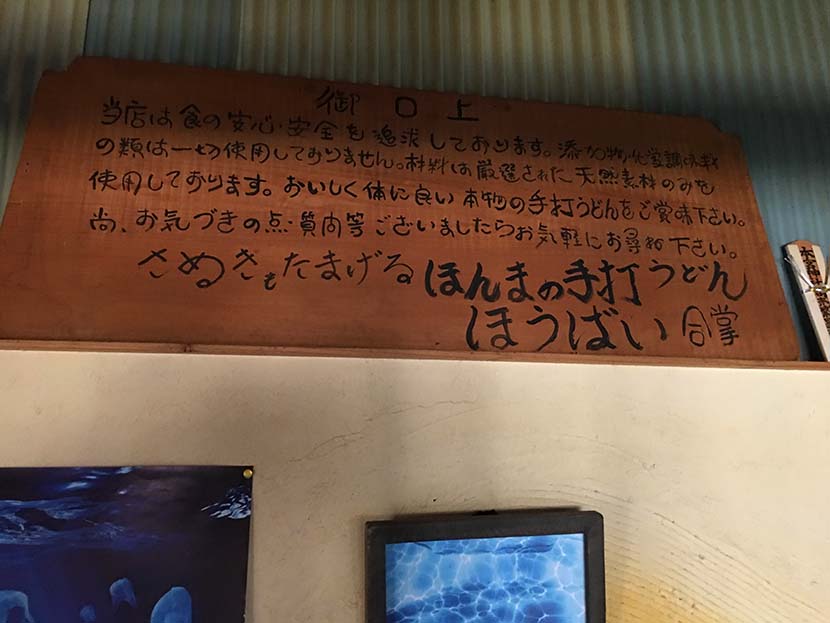 御口上
当店は食の安心・安全を追求しております。添加物・化学調味料
の類は一切使用しておりません。材料は厳選された天然素材のみを
使用しております。おいしく体に良い本物の手打うどんをご賞味下さい。
尚、お気づきの点・質問等ございましたらお気軽にお尋ね下さい。
さぬきもたまげるほんまの手打うどん
ほうばい 合掌